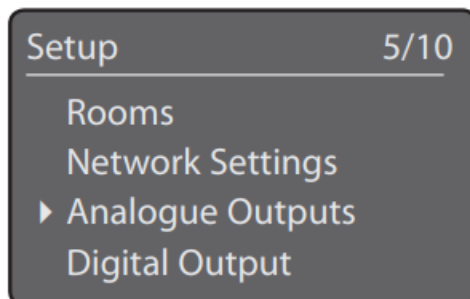 Setup 5/10
Rooms
Network Settings
Analogue Outputs
Digital Output